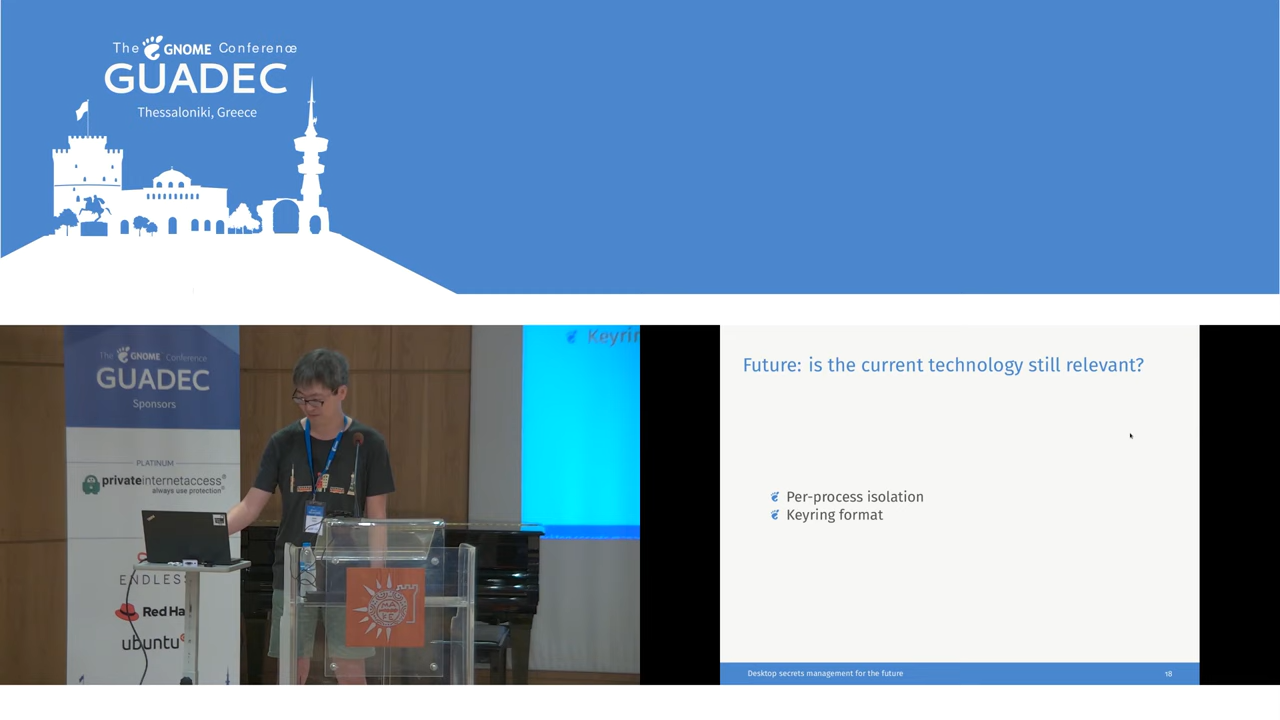 The GNOME Conference
GUADEC
Thessaloniki, Greece
The GNOME Conference
GUADEC
Sponsors
PLATINUM
privateinternetaccess®
always use protection®
ENDLESS
Red Ha
ubuntu
Keyrin
Future: is the current technology still relevant?
Per-process isolation
Keyring format
Desktop secrets management for the future
18